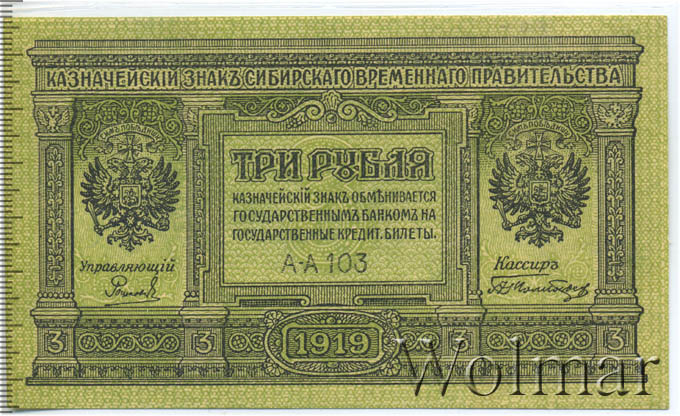 КАЗНАЧЕЙСКІЙ ЗНАКЪ СИБИРСКАГО ВРЕМЕННАГО ПРАВИТЕЛЬСТВА
ТРИ РУБЛЯ
КАЗНАЧЕЙСКІЙ ЗНАКЪ ОБМѢНИВАЕТСЯ
ГОСУДАРСТВЕННЫМЪ БАНКОМЪ НА
ГОСУДАРСТВЕННЫЕ КРЕДИТ. БИЛЕТЫ.
А-А 103
Управляющій
Кассиръ
3 3 1919 3 3
Wolmar